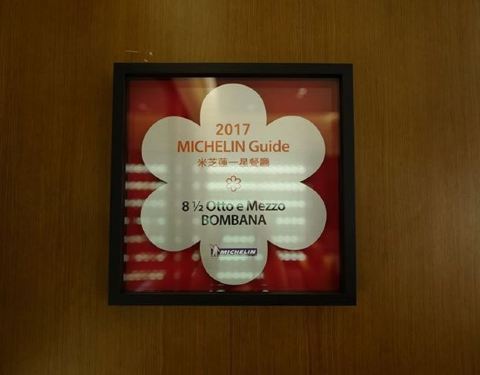 2017
MICHELIN Guide
米芝蓮一星餐廳
8 ½ Otto e Mezzo
BOMBANA
MICHELIN